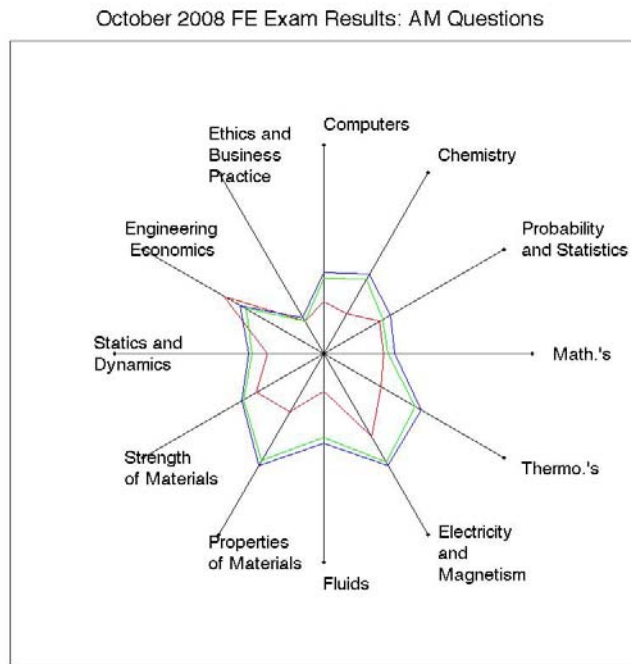 October 2008 FE Exam Results: AM Questions
Computers
Ethics and
Business
Practice
Chemistry
Engineering
Economics
Probability
and Statistics
Statics and
Dynamics
Math.'s
Strength
of Materials
Thermo.'s
Properties
of Materials
Fluids
Electricity
and
Magnetism